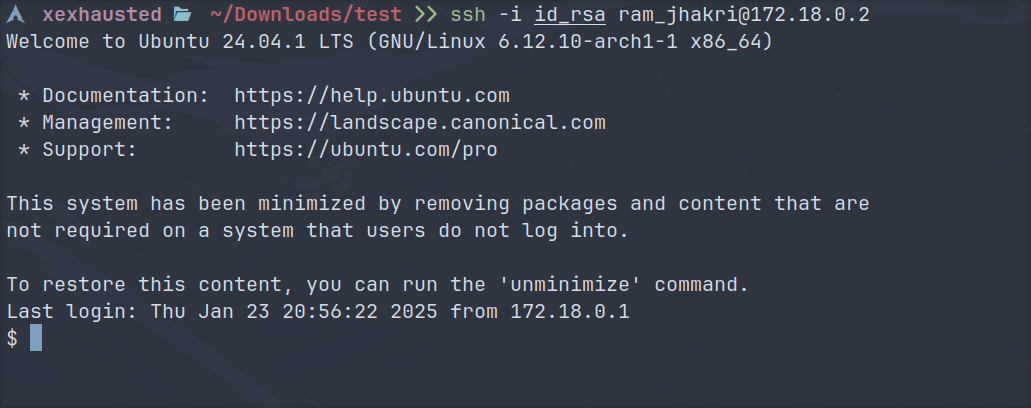 xexhausted ~/Downloads/test >> ssh -i id_rsa ram_jhakri@172.18.0.2
Welcome to Ubuntu 24.04.1 LTS (GNU/Linux 6.12.10-arch1-1 x86_64)

 * Documentation:  https://help.ubuntu.com
 * Management:     https://landscape.canonical.com
 * Support:        https://ubuntu.com/pro

This system has been minimized by removing packages and content that are
not required on a system that users do not log into.

To restore this content, you can run the 'unminimize' command.
Last login: Thu Jan 23 20:56:22 2025 from 172.18.0.1
$